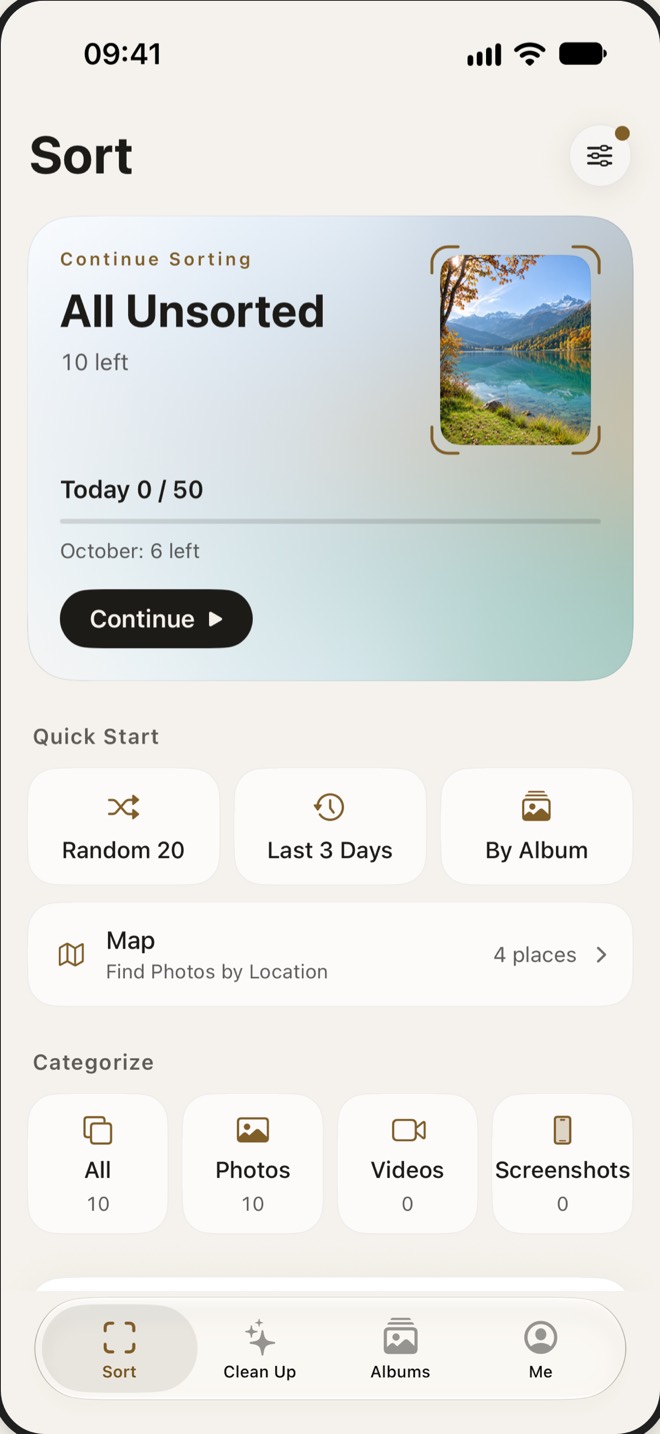 09:41
Sort
Continue Sorting
All Unsorted
10 left
Today 0 / 50
October: 6 left
Continue
Quick Start
Random 20
Last 3 Days
By Album
Map
Find Photos by Location
4 places
Categorize
All
10
Photos
10
Videos
0
Screenshots
0
Sort
Clean Up
Albums
Me